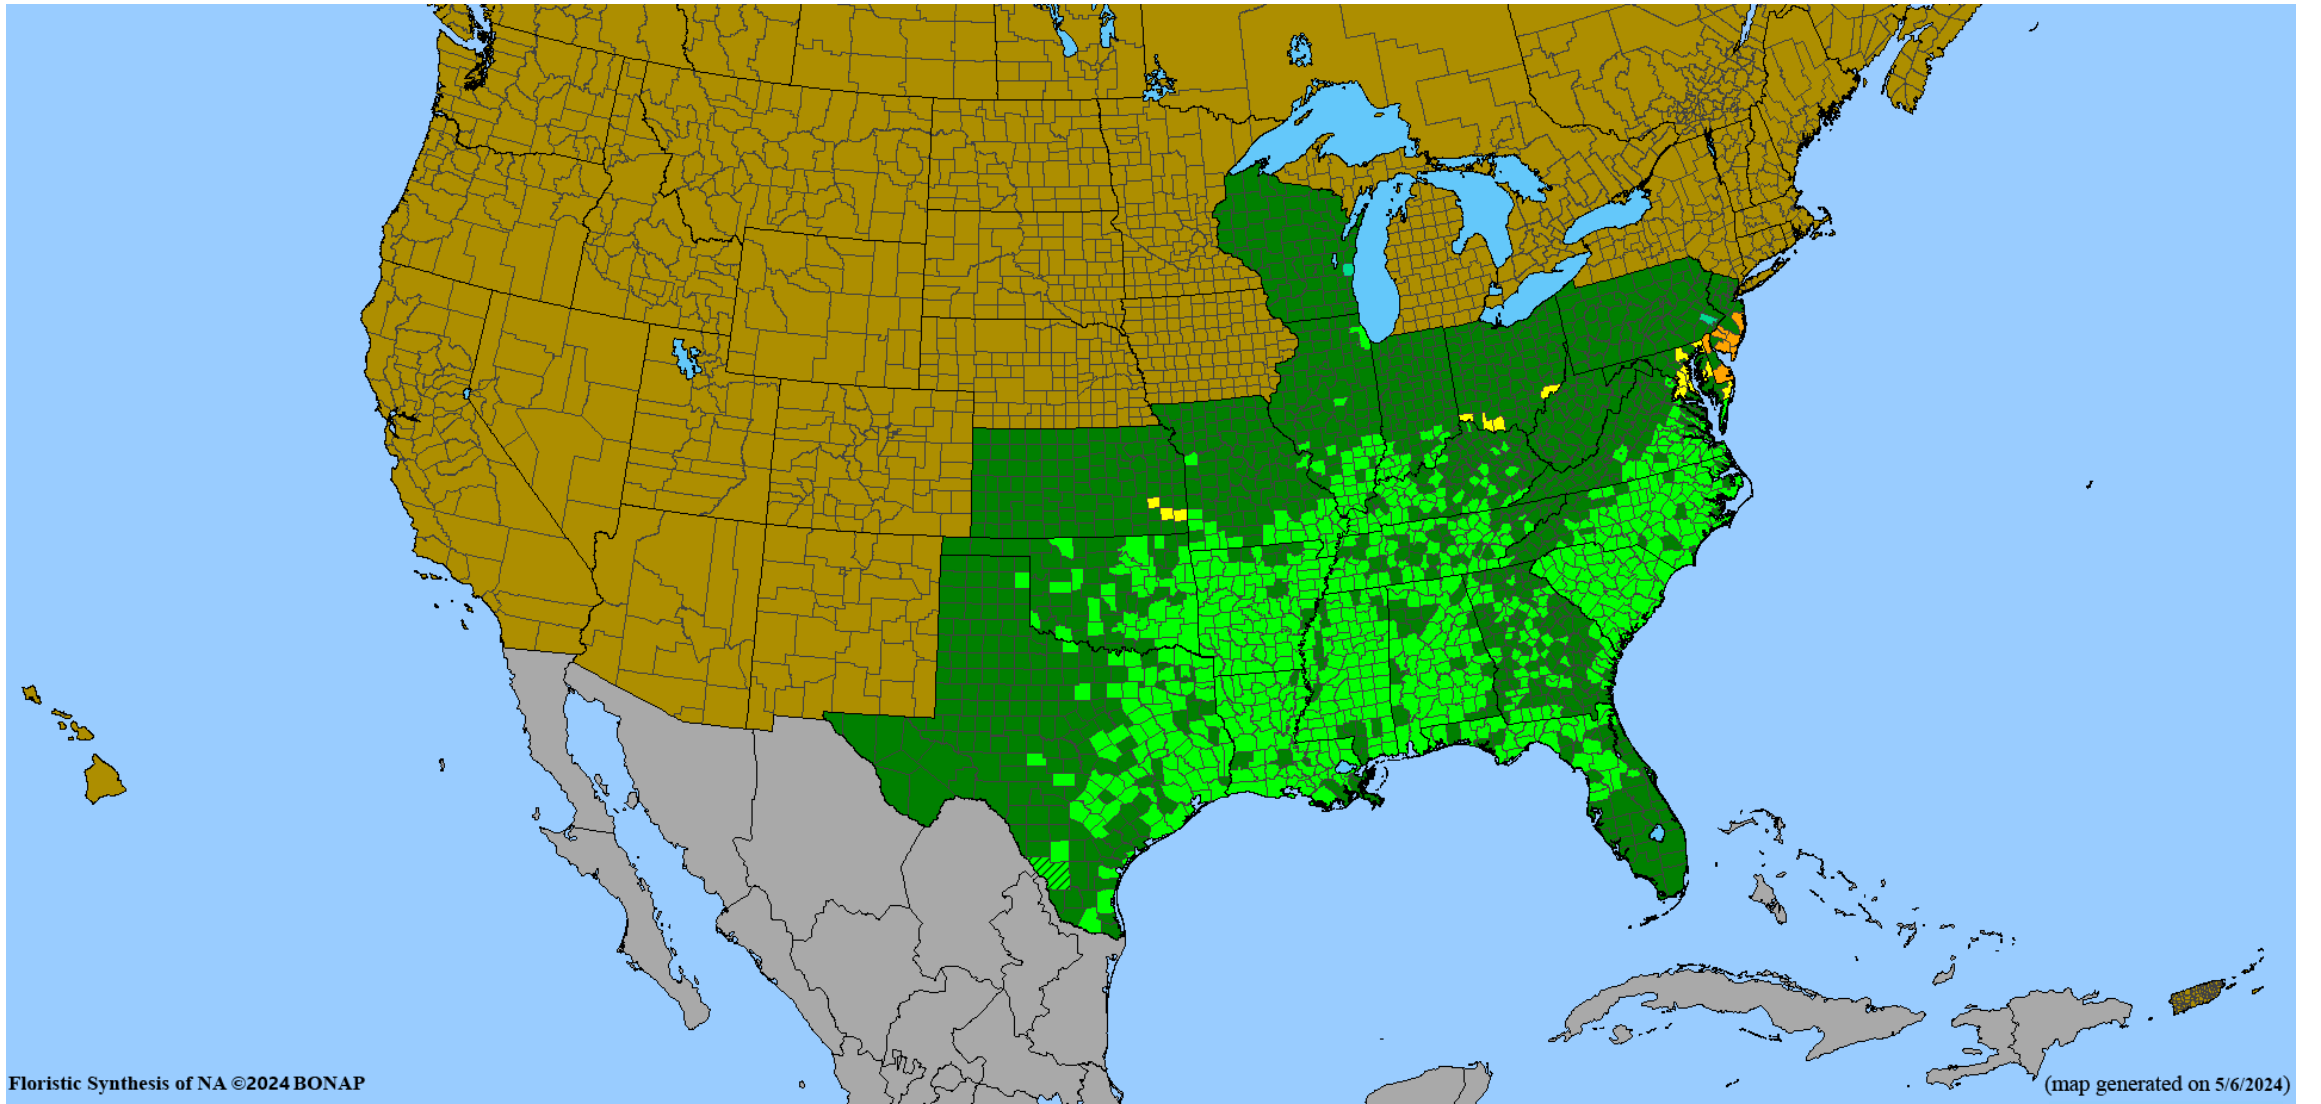 Floristic Synthesis of NA ©2024 BONAP
(map generated on 5/6/2024)